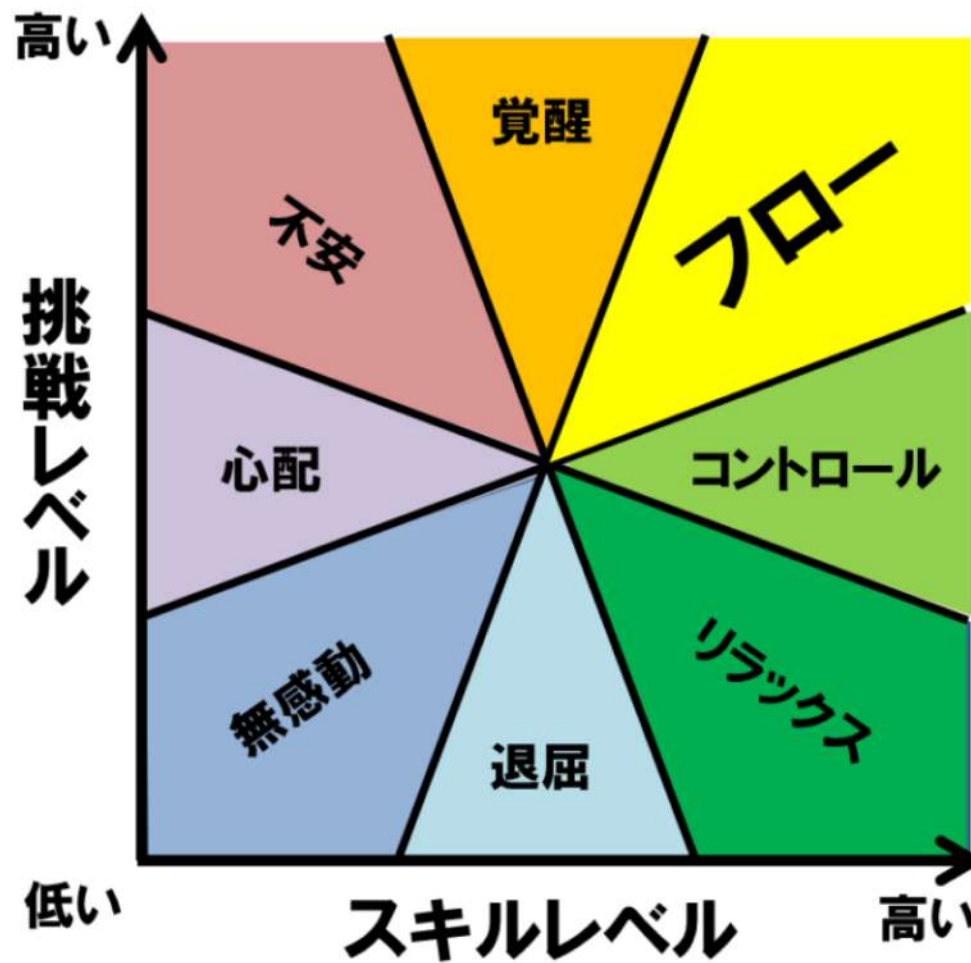 高い
覚醒
フロー
不安
挑戦レベル
心配
コントロール
無感動
リラックス
退屈
低い
スキルレベル
高い